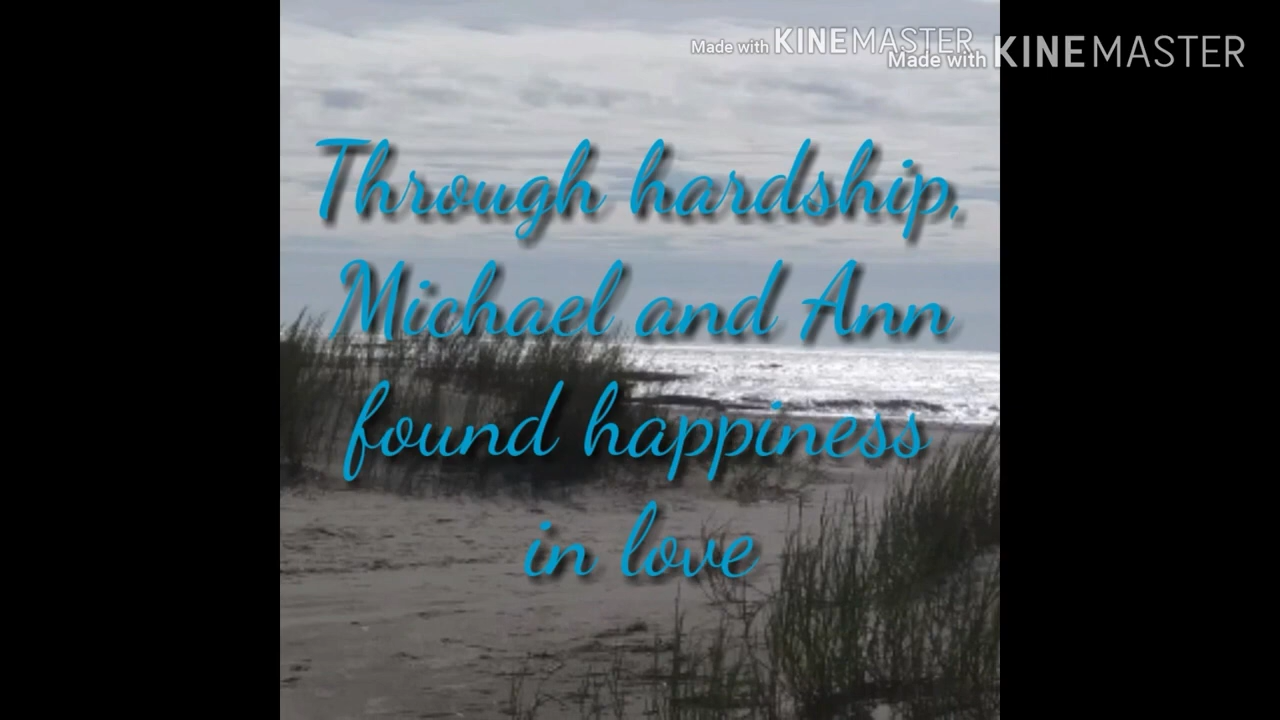 Made with KINEMASTER
Made with KINEMASTER
Through hardship,
Michael and Ann
found happiness
in love